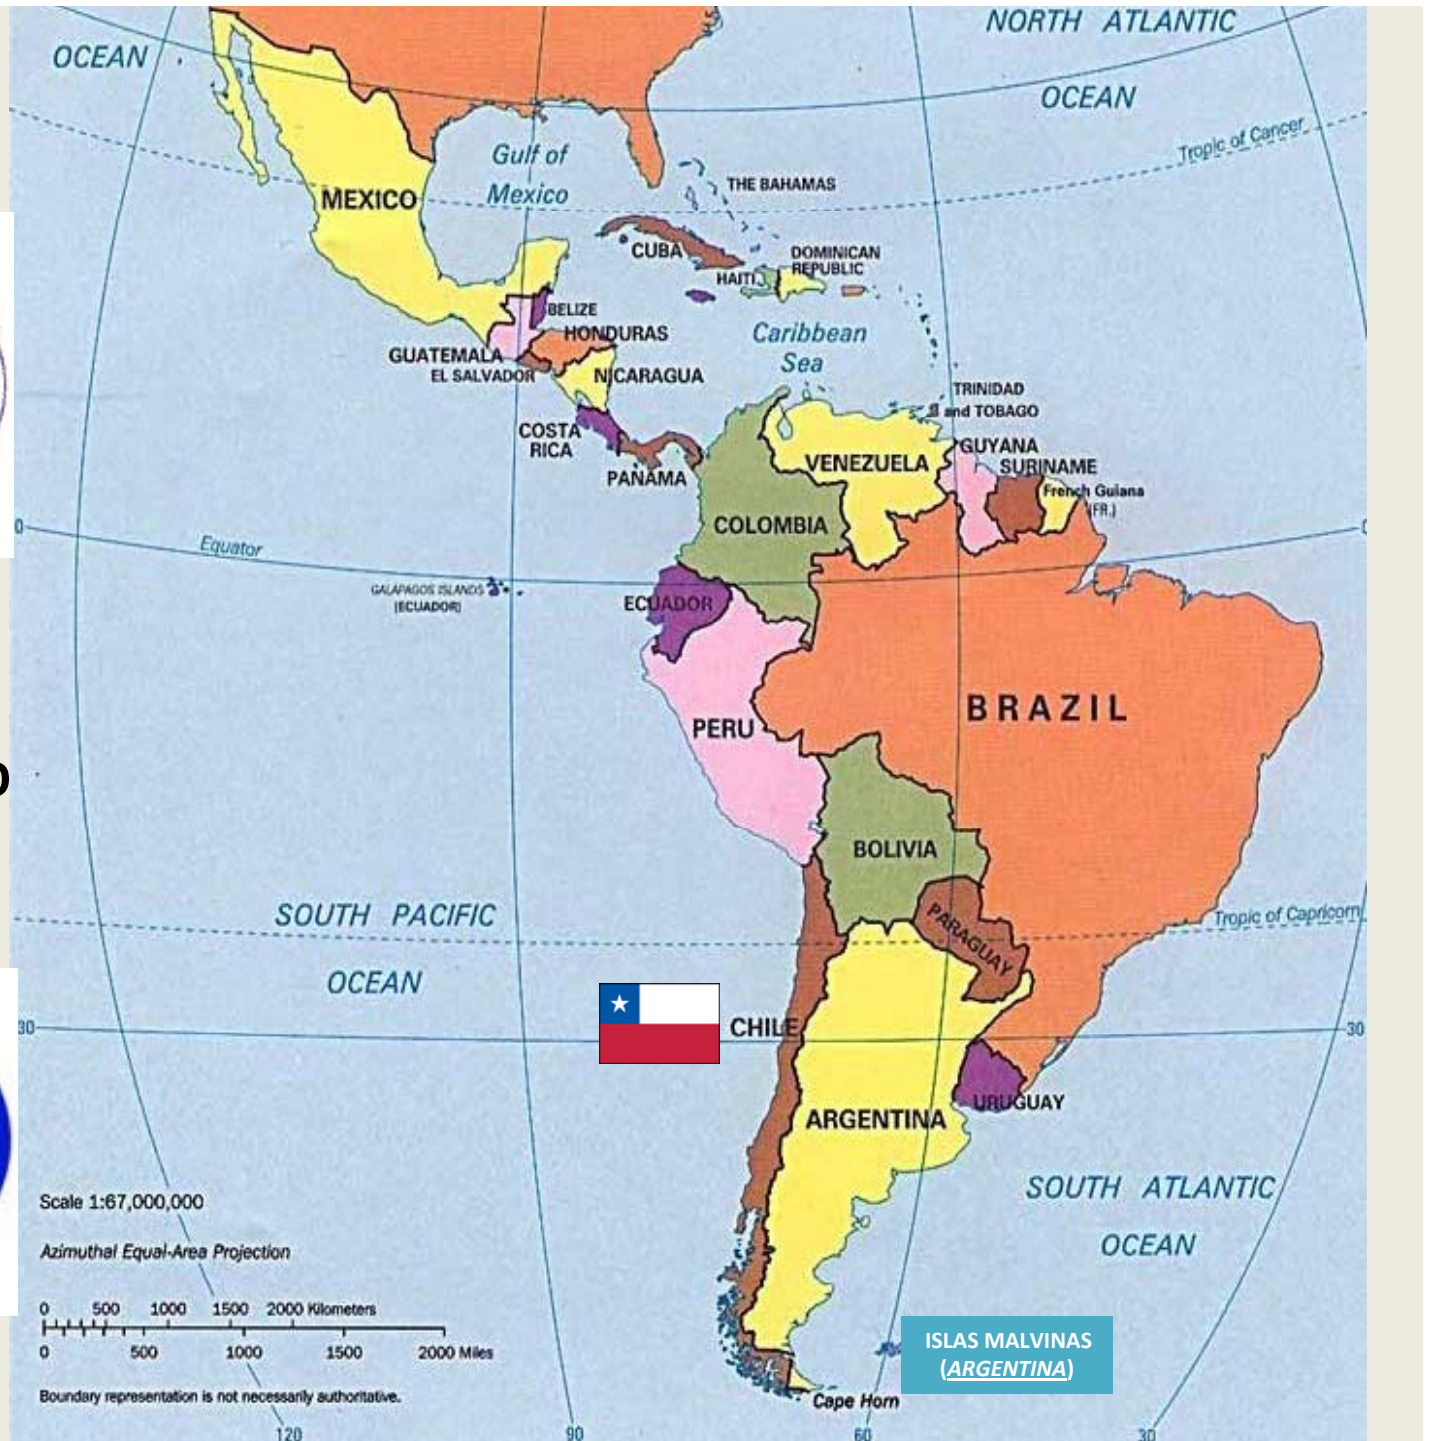 OCEAN
NORTH ATLANTIC
OCEAN
Tropic of Cancer
Gulf of
Mexico
THE BAHAMAS
MEXICO
CUBA
DOMINICAN
REPUBLIC
HAITI
BELIZE
HONDURAS
Caribbean
Sea
GUATEMALA
EL SALVADOR
NICARAGUA
TRINIDAD
and TOBAGO
COSTA
RICA
PANAMA
GUYANA
SURINAME
VENEZUELA
French Guiana
(FR.)
COLOMBIA
0
0
Equator
GALAPAGOS ISLANDS
(ECUADOR)
ECUADOR
BRAZIL
PERU
BOLIVIA
SOUTH PACIFIC
OCEAN
PARAGUAY
Tropic of Capricorn
30
CHILE
30
URUGUAY
ARGENTINA
SOUTH ATLANTIC
OCEAN
Scale 1:67,000,000
Azimuthal Equal-Area Projection
0 500 1000 1500 2000 Kilometers
0 500 1000 1500 2000 Miles
ISLAS MALVINAS
(ARGENTINA)
Boundary representation is not necessarily authoritative.
Cape Horn
120 90 60 30